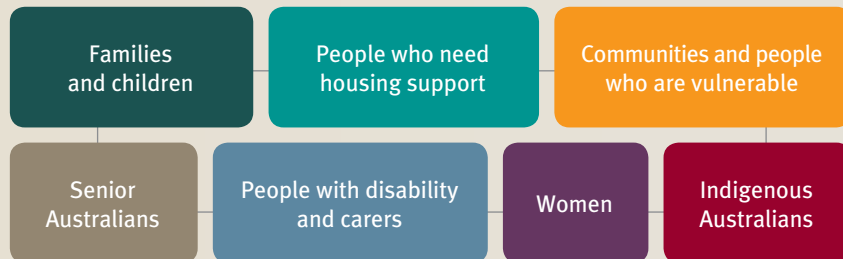 Families
and children
People who need
housing support
Communities and people
who are vulnerable
Senior
Australians
People with disability
and carers
Women
Indigenous
Australians